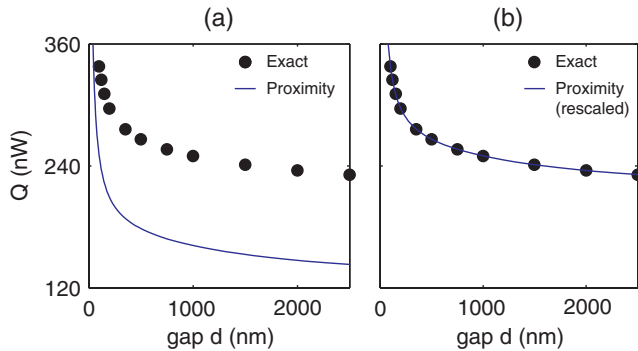 (a)
360
240
120
Q (nW)
Exact
Proximity
0
1000
2000
gap d (nm)
(b)
Exact
Proximity
(rescaled)
0
1000
2000
gap d (nm)